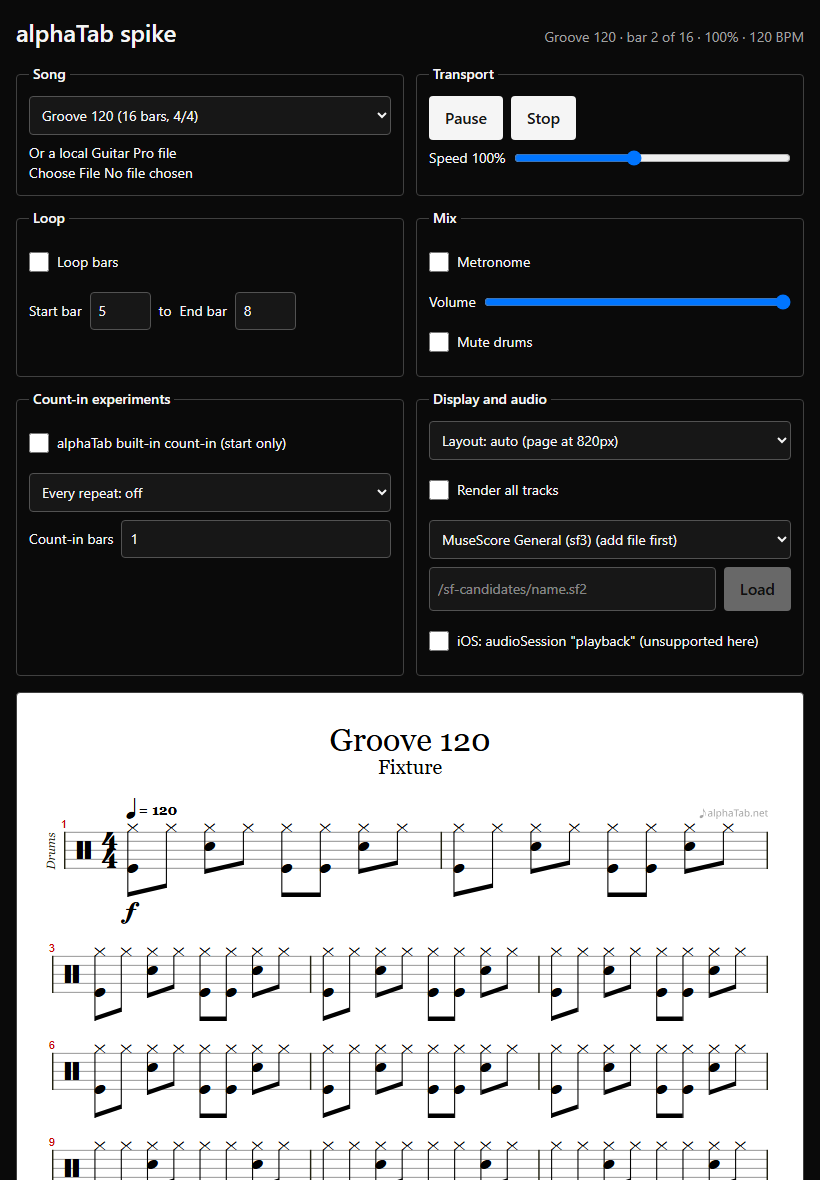 alphaTab spike
Groove 120 · bar 2 of 16 · 100% · 120 BPM
Song
Groove 120 (16 bars, 4/4)
Or a local Guitar Pro file
Choose File No file chosen
Transport
Pause
Stop
Speed 100%
Loop
Loop bars
Start bar 5 to End bar 8
Mix
Metronome
Volume
Mute drums
Count-in experiments
alphaTab built-in count-in (start only)
Every repeat: off
Count-in bars 1
Display and audio
Layout: auto (page at 820px)
Render all tracks
MuseScore General (sf3) (add file first)
/sf-candidates/name.sf2
Load
iOS: audioSession "playback" (unsupported here)
Groove 120
Fixture
= 120
alphaTab.net
1
Drums
4
4
f
3
6
9